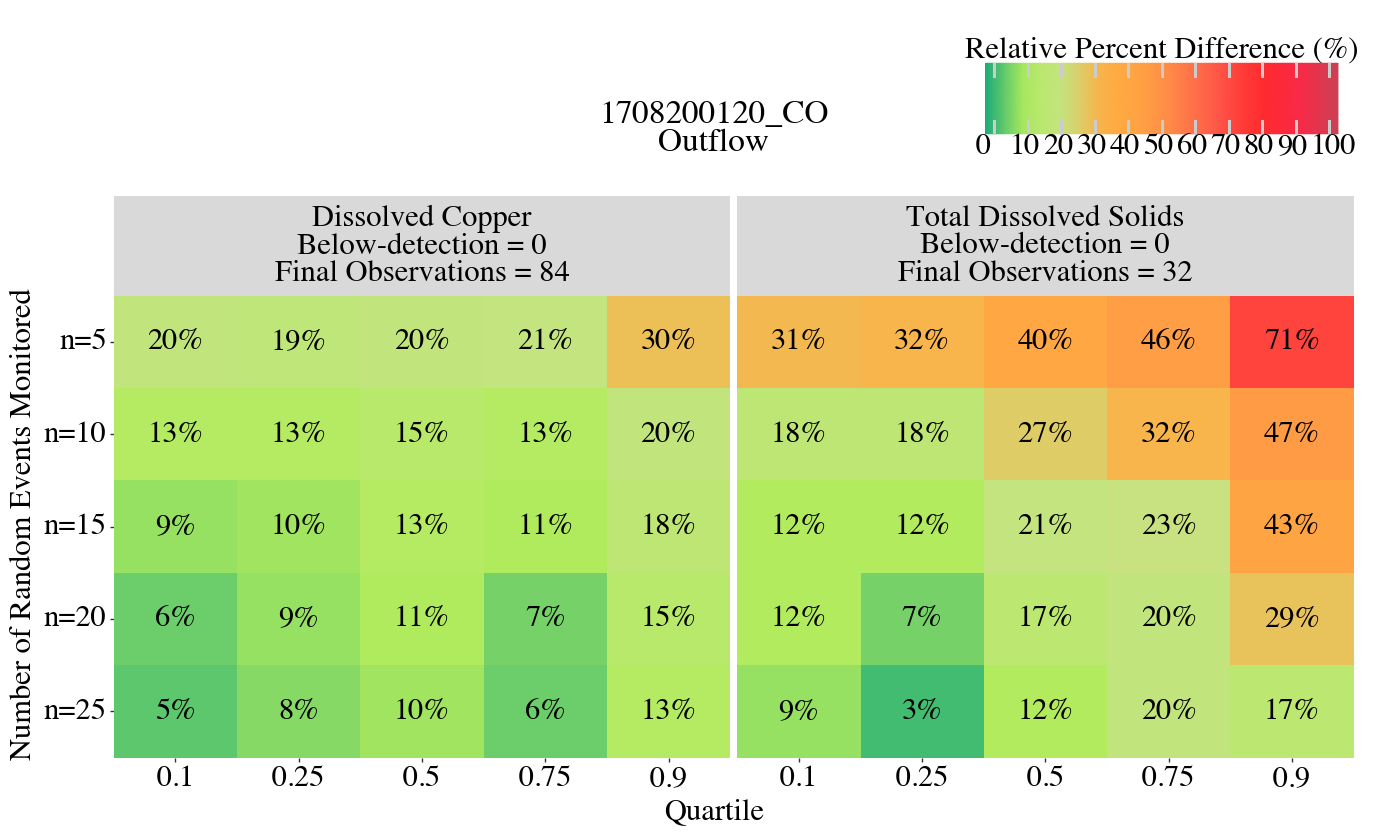 Relative Percent Difference (%)
0 10 20 30 40 50 60 70 80 90 100
1708200120_CO
Outflow
Dissolved Copper
Below-detection = 0
Final Observations = 84
Total Dissolved Solids
Below-detection = 0
Final Observations = 32
Number of Random Events Monitored
n=5 20% 19% 20% 21% 30% 31% 32% 40% 46% 71%
n=10 13% 13% 15% 13% 20% 18% 18% 27% 32% 47%
n=15 9% 10% 13% 11% 18% 12% 12% 21% 23% 43%
n=20 6% 9% 11% 7% 15% 12% 7% 17% 20% 29%
n=25 5% 8% 10% 6% 13% 9% 3% 12% 20% 17%
0.1 0.25 0.5 0.75 0.9 0.1 0.25 0.5 0.75 0.9
Quartile